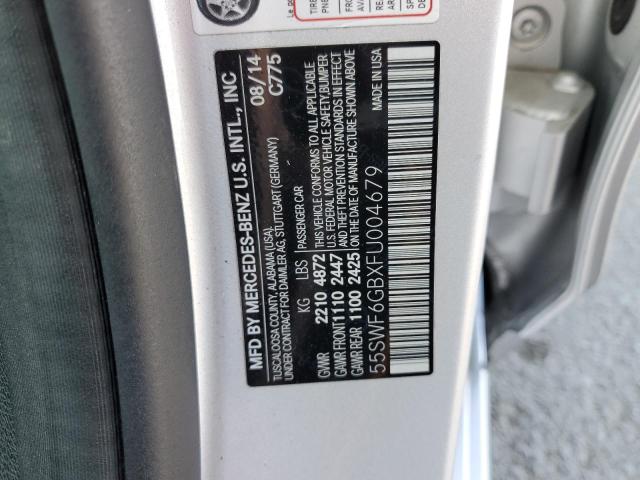 MFD BY MERCEDES-BENZ U.S. INTL., INC
TUSCALOOSA COUNTY, ALABAMA (USA)
UNDER CONTRACT FOR DAIMLER AG, STUTTGART (GERMANY)
08/14
C775
KG LBS
GVWR 2210 4872
GAWR FRONT 1110 2447
GAWR REAR 1100 2425
PASSENGER CAR
THIS VEHICLE CONFORMS TO ALL APPLICABLE
U.S. FEDERAL MOTOR VEHICLE SAFETY, BUMPER
AND THEFT PREVENTION STANDARDS IN EFFECT
ON THE DATE OF MANUFACTURE SHOWN ABOVE
55SWF6GBXFU004679
MADE IN USA
TIRE
FRO